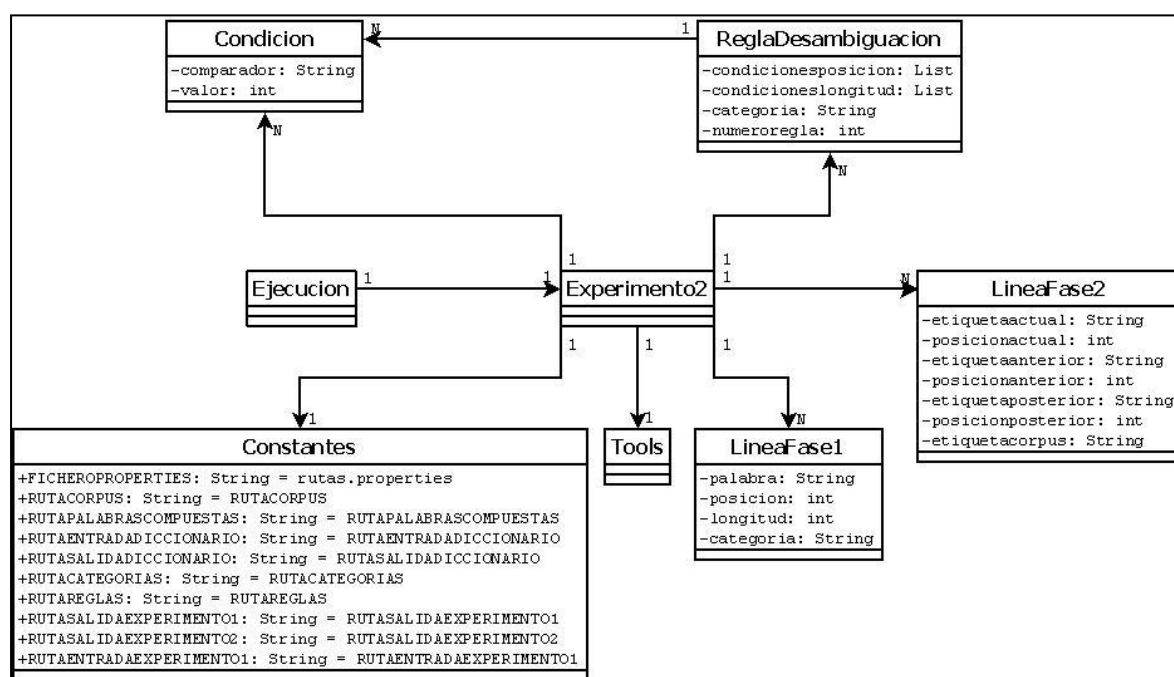 Condicion
-comparador: String
-valor: int
N
1
ReglaDesambiguacion
-condicionesposicion: List
-condicioneslongitud: List
-categoria: String
-numeroregla: int
N
N
Ejecucion
1
1
Experimento2
1
1
1
N
1
1
1
LineaFase2
-etiquetaactual: String
-posicionactual: int
-etiquetaanterior: String
-posicionanterior: int
-etiquetaposterior: String
-posicionposterior: int
-etiquetacorpus: String
1
1
N
Constantes
+FICHEROPROPERTIES: String = rutas.properties
+RUTACORPUS: String = RUTACORPUS
+RUTAPALABRASCOMPUESTAS: String = RUTAPALABRASCOMPUESTAS
+RUTAENTRADADICCIONARIO: String = RUTAENTRADADICCIONARIO
+RUTASALIDADICCIONARIO: String = RUTASALIDADICCIONARIO
+RUTACATEGORIAS: String = RUTACATEGORIAS
+RUTAREGLAS: String = RUTAREGLAS
+RUTASALIDAEXPERIMENTO1: String = RUTASALIDAEXPERIMENTO1
+RUTASALIDAEXPERIMENTO2: String = RUTASALIDAEXPERIMENTO2
+RUTAENTRADAEXPERIMENTO1: String = RUTAENTRADAEXPERIMENTO1
Tools
LineaFase1
-palabra: String
-posicion: int
-longitud: int
-categoria: String